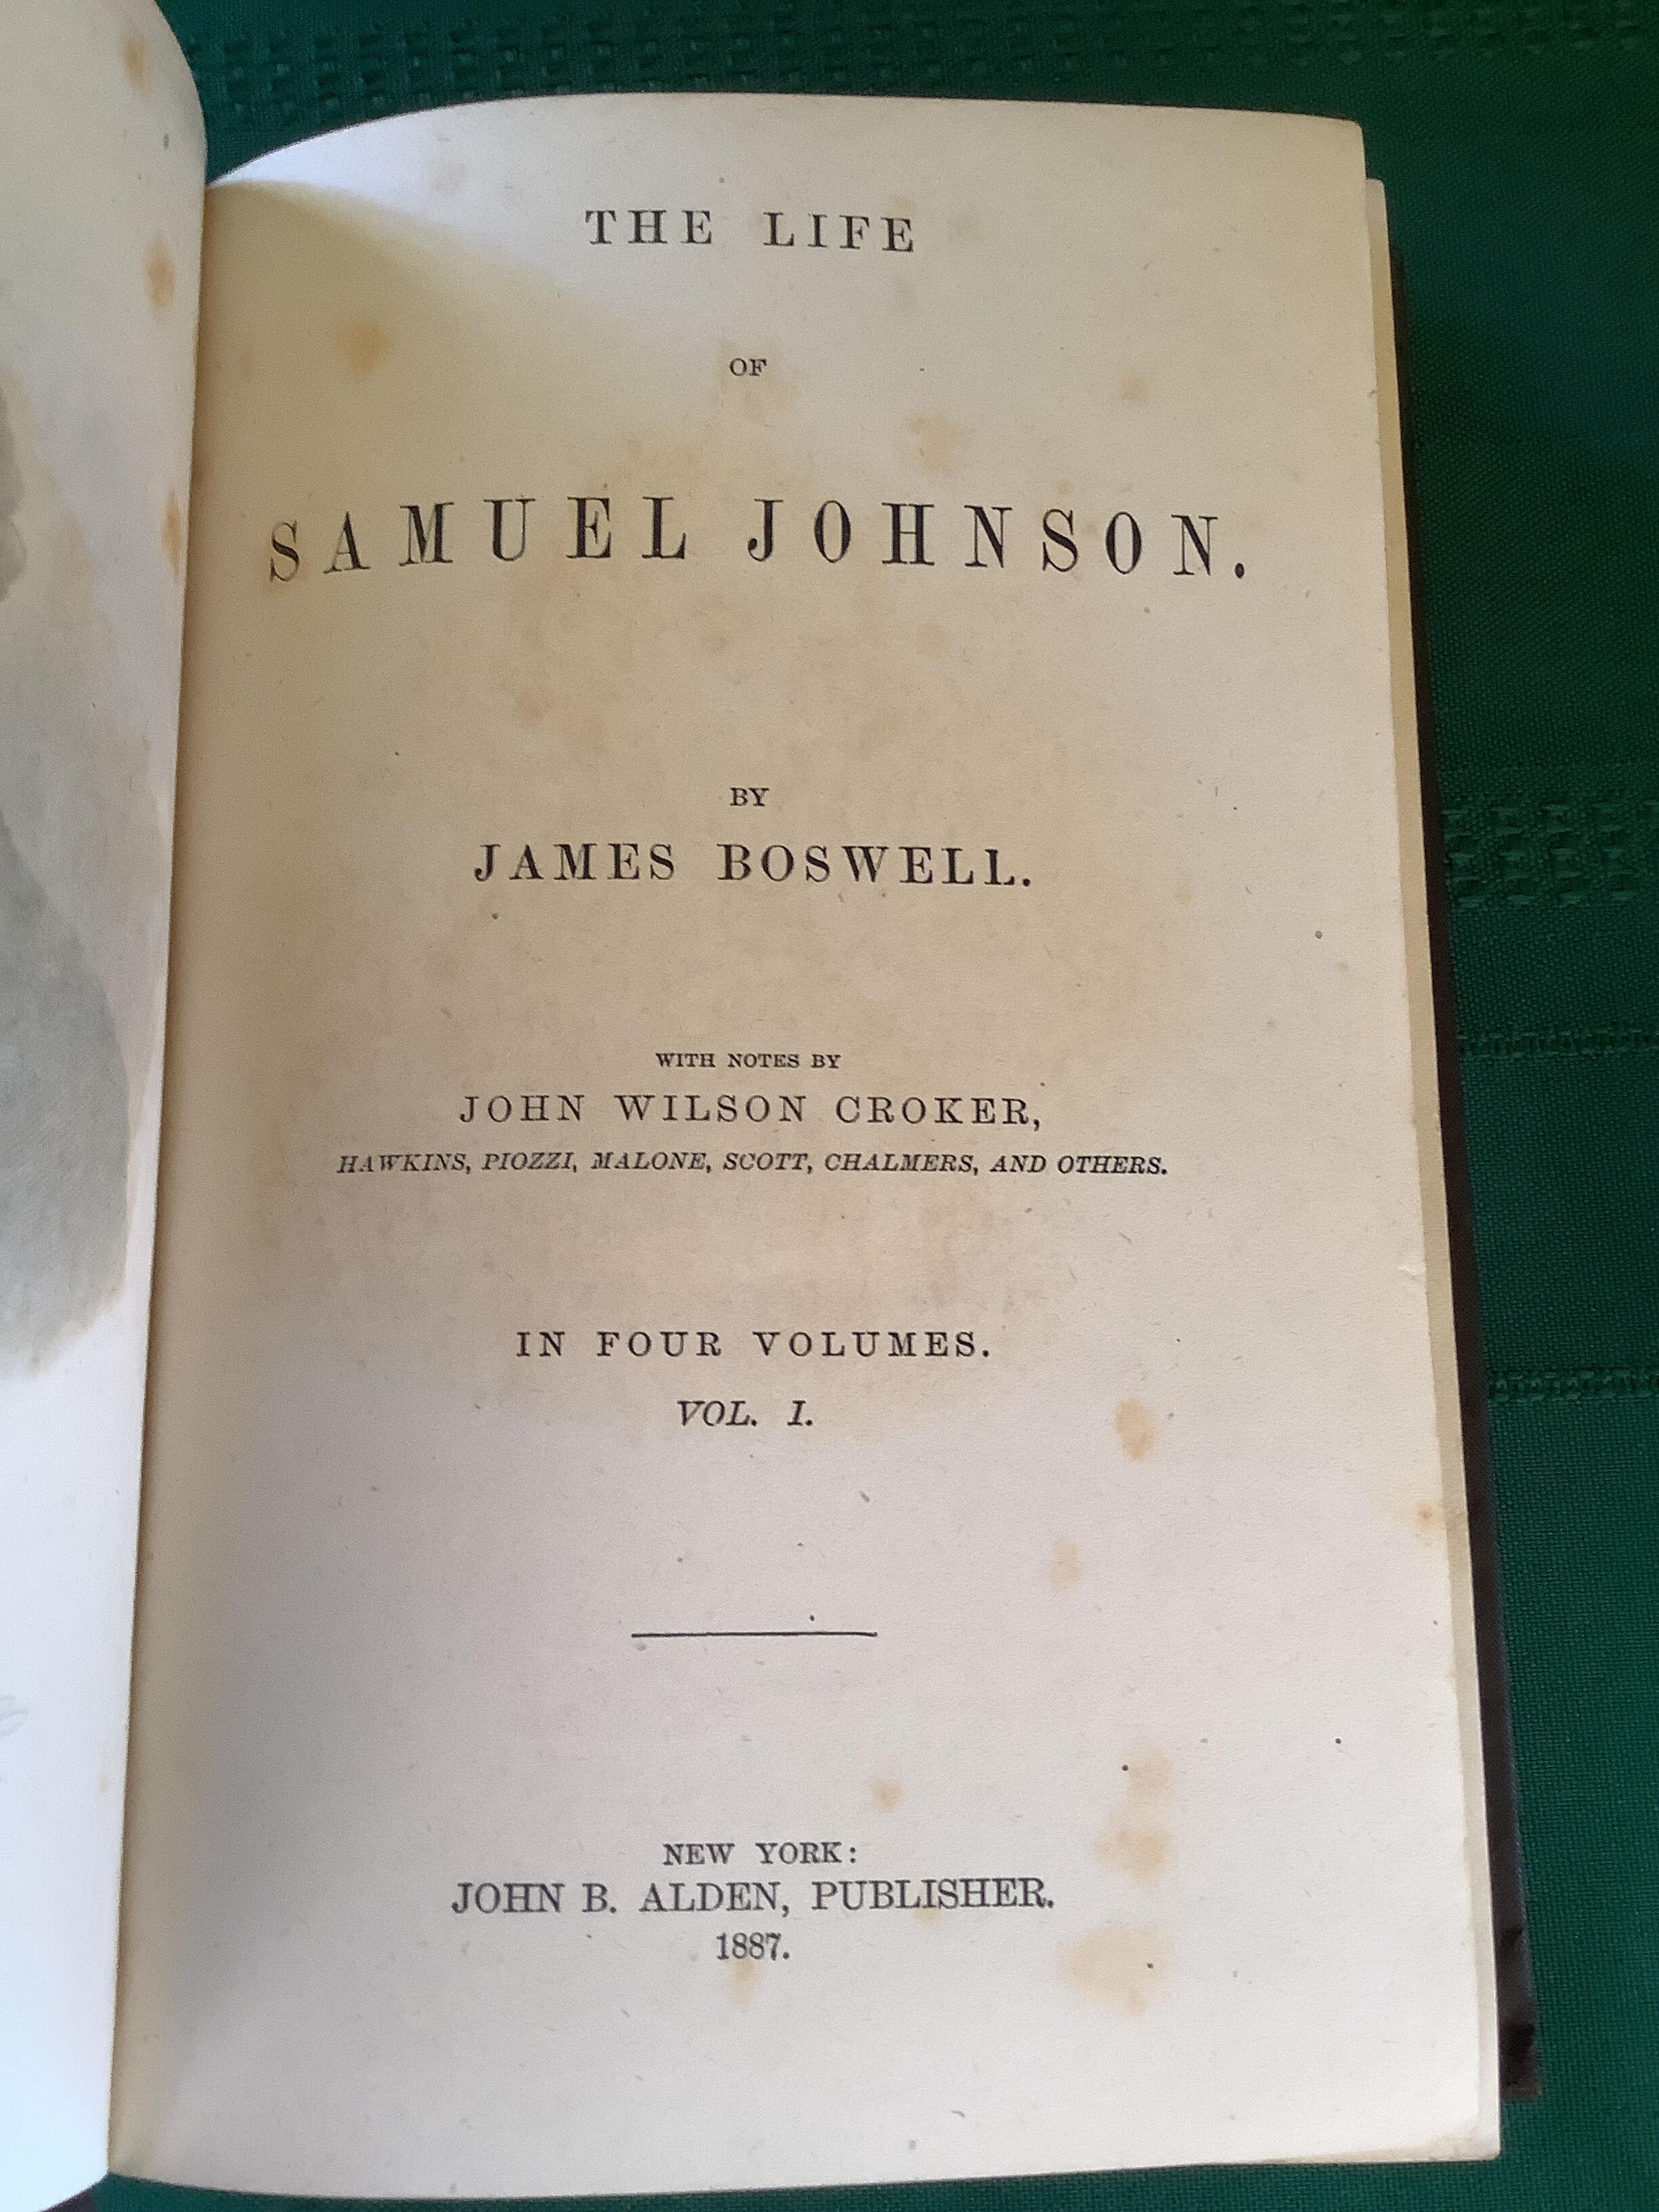 THE LIFE
OF
SAMUEL JOHNSON.
BY
JAMES BOSWELL.
WITH NOTES BY
JOHN WILSON CROKER,
HAWKINS, PIOZZI, MALONE, SCOTT, CHALMERS, AND OTHERS.
IN FOUR VOLUMES.
VOL. I.
NEW YORK:
JOHN B. ALDEN, PUBLISHER.
1887.